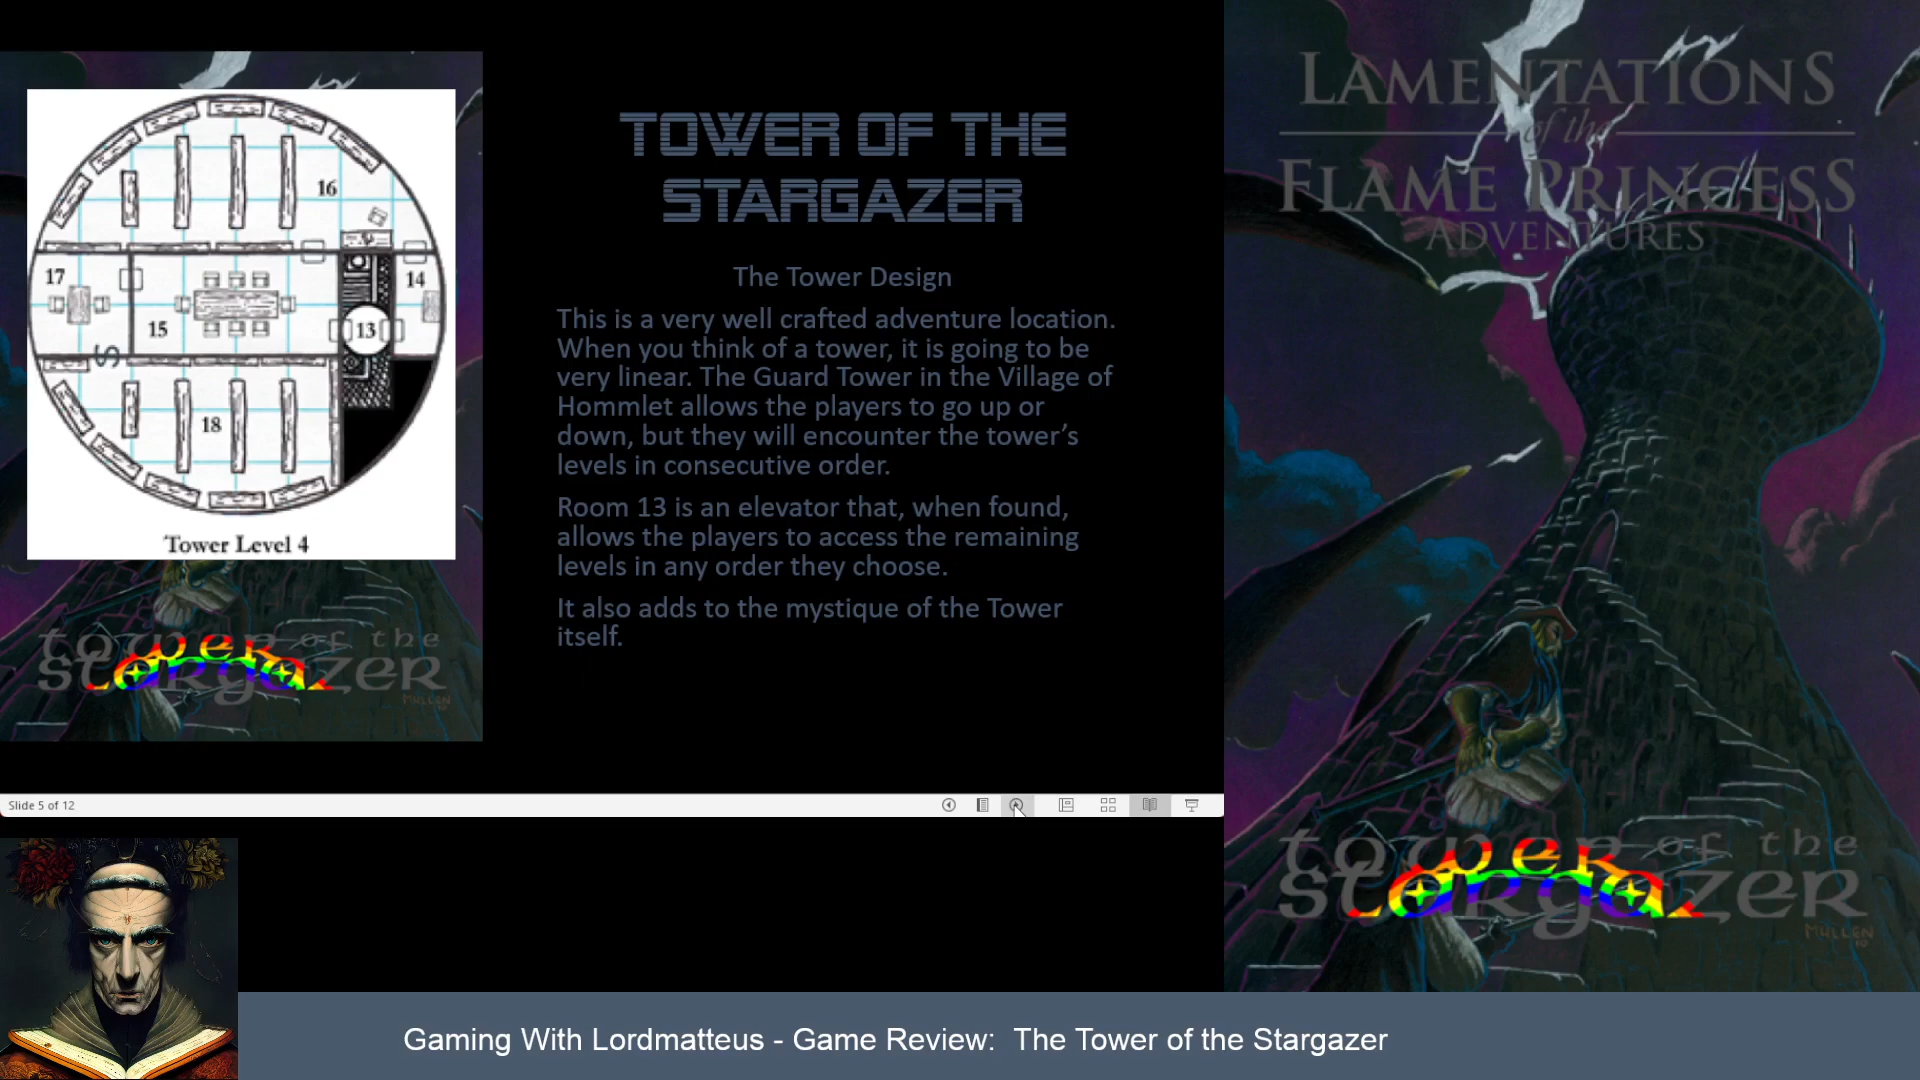 16
17
14
15
13
S
18
Tower Level 4
tower of the
stargazer
MULLEN
TOWER OF THE
STARGAZER
The Tower Design
This is a very well crafted adventure location.
When you think of a tower, it is going to be
very linear. The Guard Tower in the Village of
Hommlet allows the players to go up or
down, but they will encounter the tower’s
levels in consecutive order.
Room 13 is an elevator that, when found,
allows the players to access the remaining
levels in any order they choose.
It also adds to the mystique of the Tower
itself.
Slide 5 of 12
LAMENTATIONS
of the
FLAME PRINCESS
ADVENTURES
tower of the
stargazer
MULLEN
10
Gaming With Lordmatteus - Game Review:  The Tower of the Stargazer